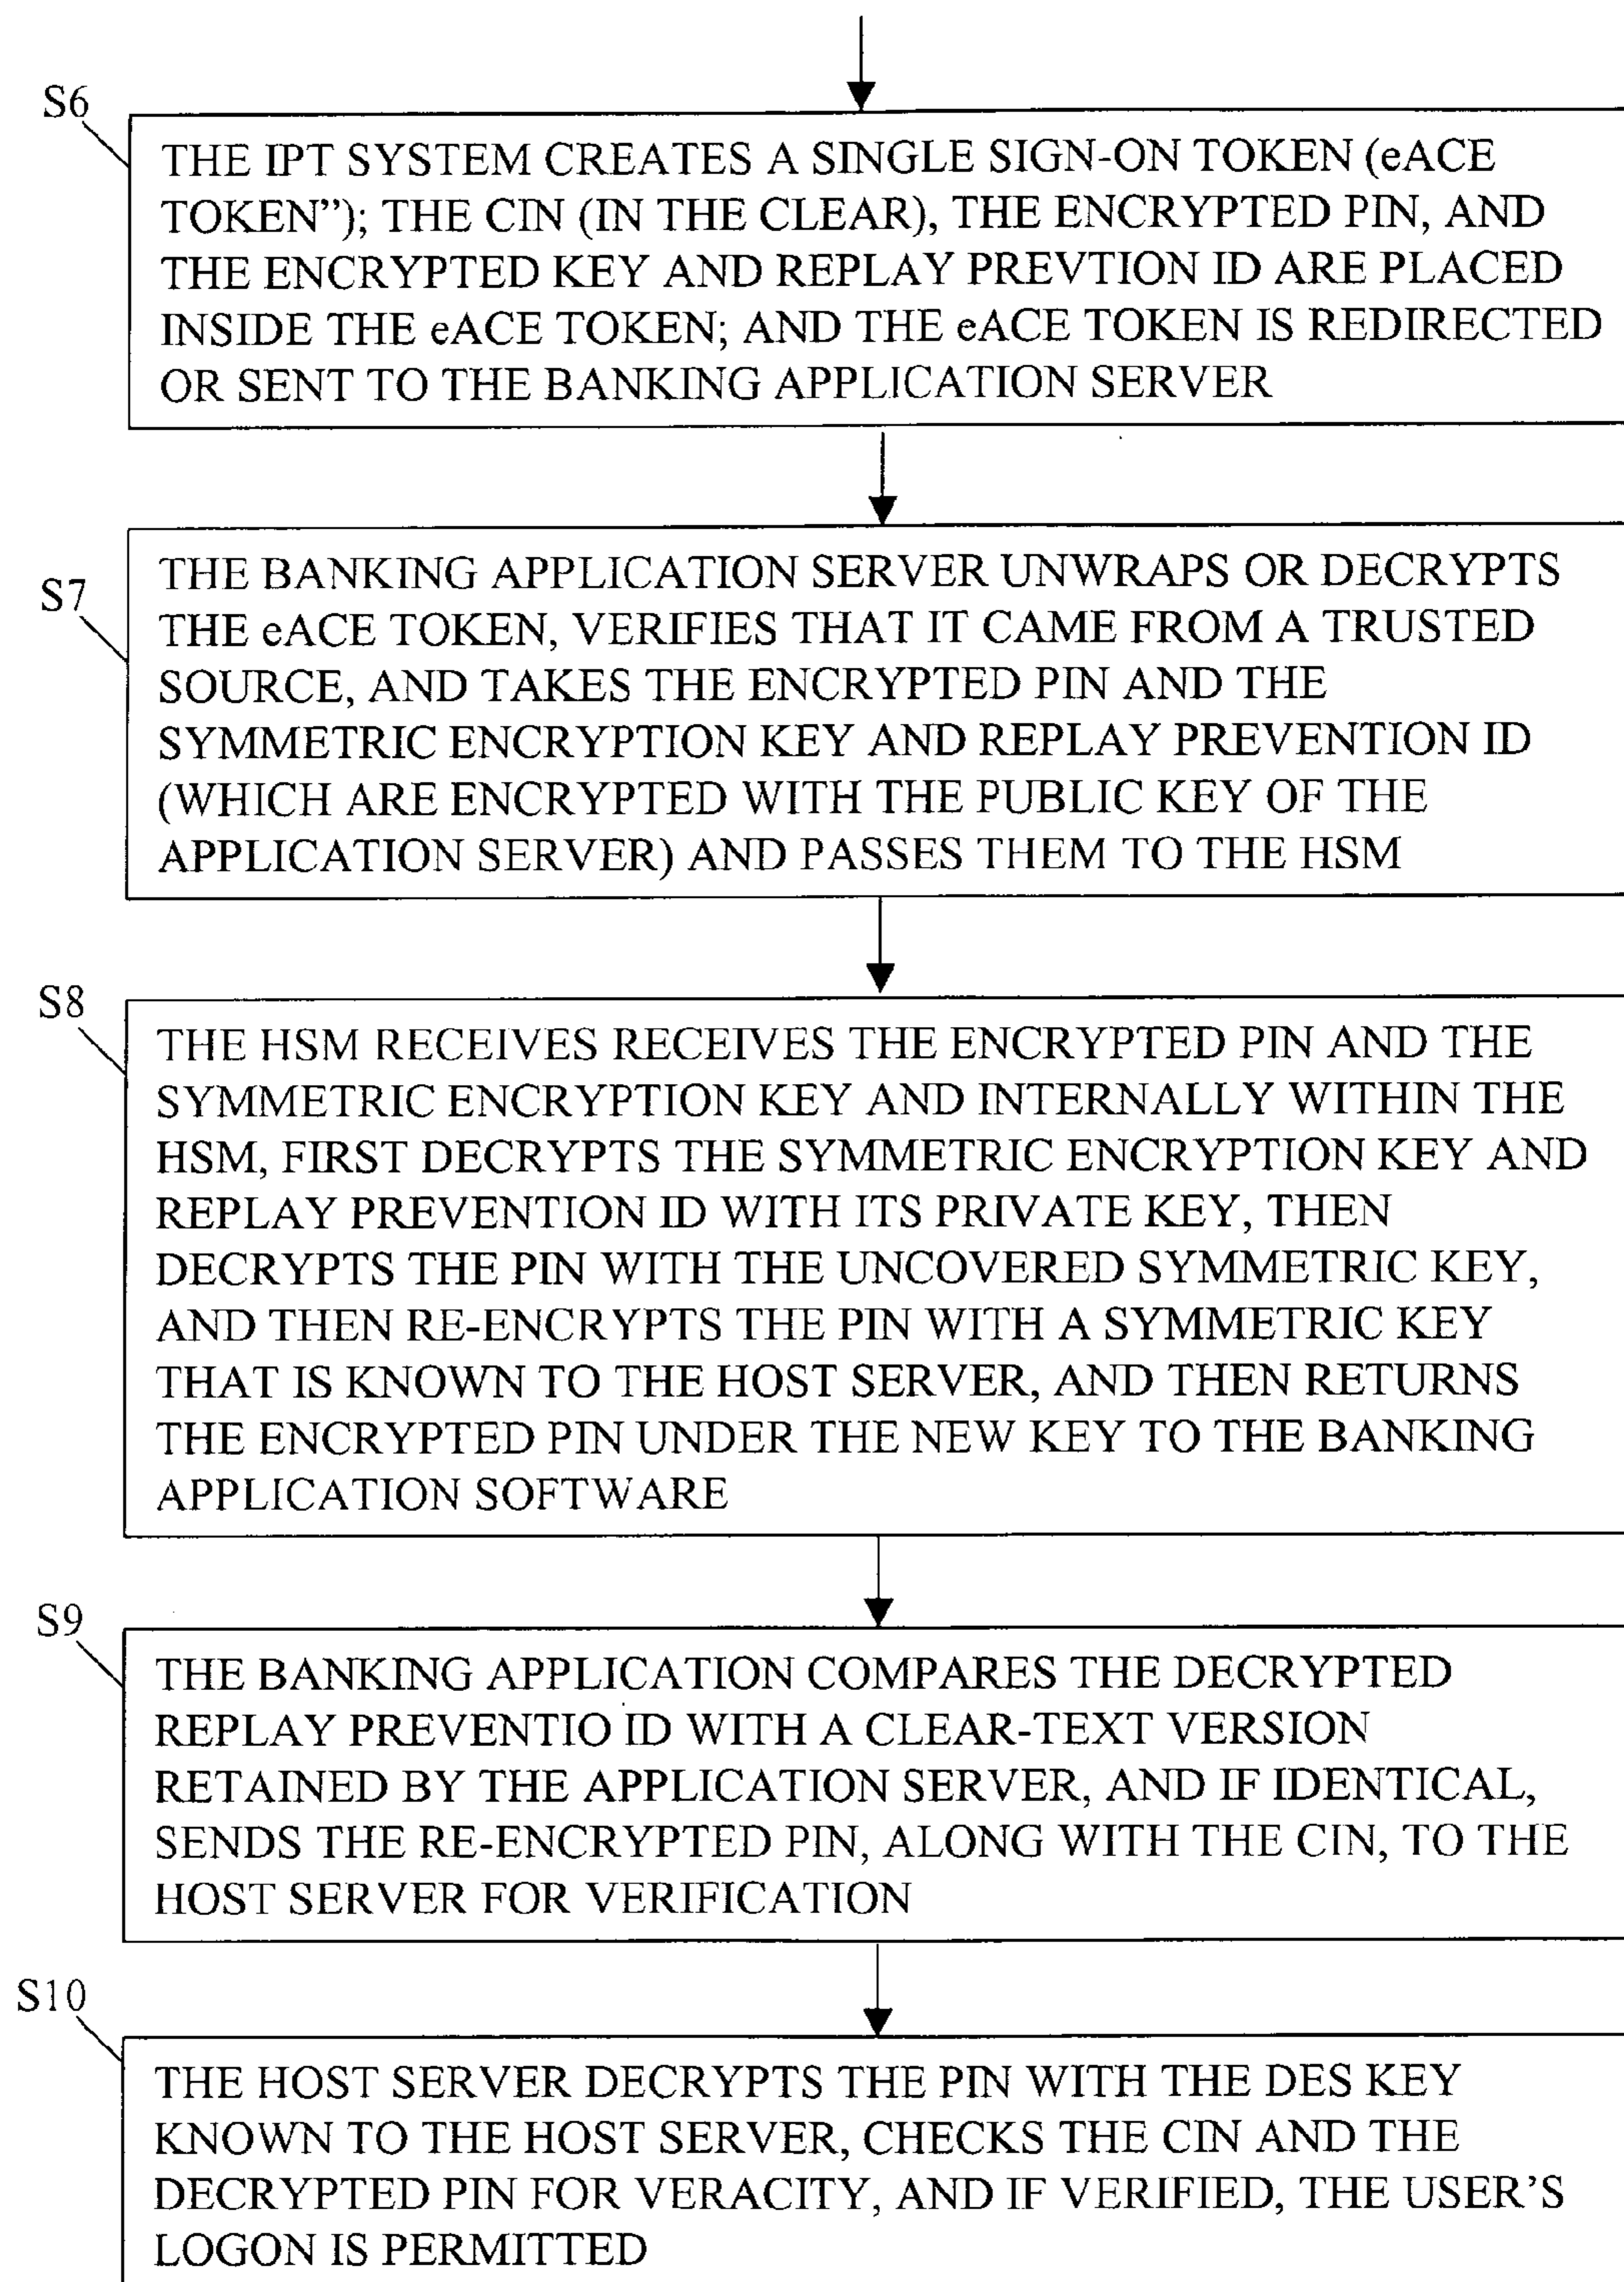 S6
THE IPT SYSTEM CREATES A SINGLE SIGN-ON TOKEN (eACE
TOKEN”); THE CIN (IN THE CLEAR), THE ENCRYPTED PIN, AND
THE ENCRYPTED KEY AND REPLAY PREVTION ID ARE PLACED
INSIDE THE eACE TOKEN; AND THE eACE TOKEN IS REDIRECTED
OR SENT TO THE BANKING APPLICATION SERVER
S7
THE BANKING APPLICATION SERVER UNWRAPS OR DECRYPTS
THE eACE TOKEN, VERIFIES THAT IT CAME FROM A TRUSTED
SOURCE, AND TAKES THE ENCRYPTED PIN AND THE
SYMMETRIC ENCRYPTION KEY AND REPLAY PREVENTION ID
(WHICH ARE ENCRYPTED WITH THE PUBLIC KEY OF THE
APPLICATION SERVER) AND PASSES THEM TO THE HSM
S8
THE HSM RECEIVES RECEIVES THE ENCRYPTED PIN AND THE
SYMMETRIC ENCRYPTION KEY AND INTERNALLY WITHIN THE
HSM, FIRST DECRYPTS THE SYMMETRIC ENCRYPTION KEY AND
REPLAY PREVENTION ID WITH ITS PRIVATE KEY, THEN
DECRYPTS THE PIN WITH THE UNCOVERED SYMMETRIC KEY,
AND THEN RE-ENCRYPTS THE PIN WITH A SYMMETRIC KEY
THAT IS KNOWN TO THE HOST SERVER, AND THEN RETURNS
THE ENCRYPTED PIN UNDER THE NEW KEY TO THE BANKING
APPLICATION SOFTWARE
S9
THE BANKING APPLICATION COMPARES THE DECRYPTED
REPLAY PREVENTIO ID WITH A CLEAR-TEXT VERSION
RETAINED BY THE APPLICATION SERVER, AND IF IDENTICAL,
SENDS THE RE-ENCRYPTED PIN, ALONG WITH THE CIN, TO THE
HOST SERVER FOR VERIFICATION
S10
THE HOST SERVER DECRYPTS THE PIN WITH THE DES KEY
KNOWN TO THE HOST SERVER, CHECKS THE CIN AND THE
DECRYPTED PIN FOR VERACITY, AND IF VERIFIED, THE USER’S
LOGON IS PERMITTED